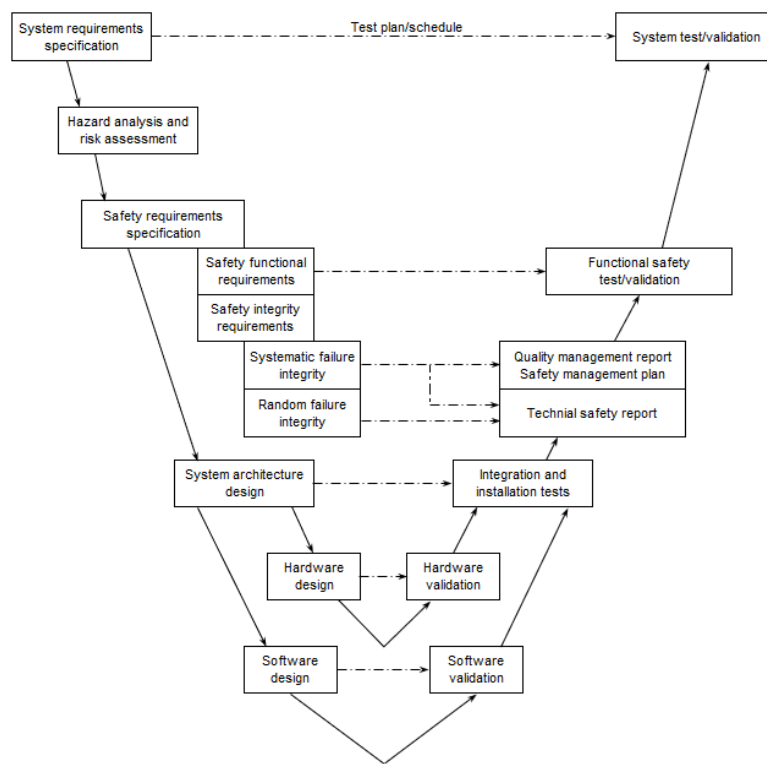 System requirements
specification
Test plan/schedule
System test/validation
Hazard analysis and
risk assessment
Safety requirements
specification
Safety functional
requirements
Functional safety
test/validation
Safety integrity
requirements
Systematic failure
integrity
Quality management report
Safety management plan
Random failure
integrity
Technial safety report
System architecture
design
Integration and
installation tests
Hardware
design
Hardware
validation
Software
design
Software
validation